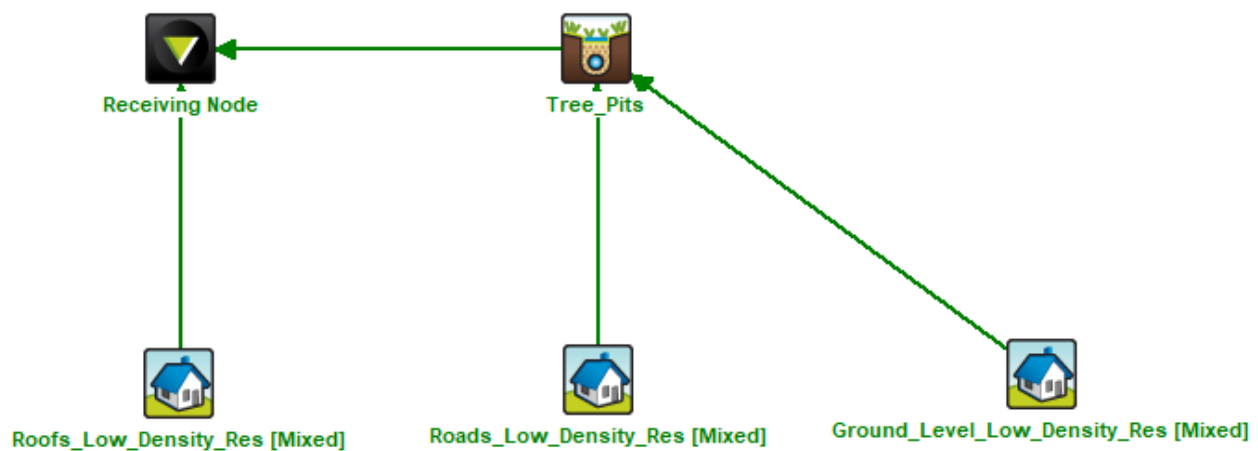 Receiving Node
Tree_Pits
Roofs_Low_Density_Res [Mixed]
Roads_Low_Density_Res [Mixed]
Ground_Level_Low_Density_Res [Mixed]